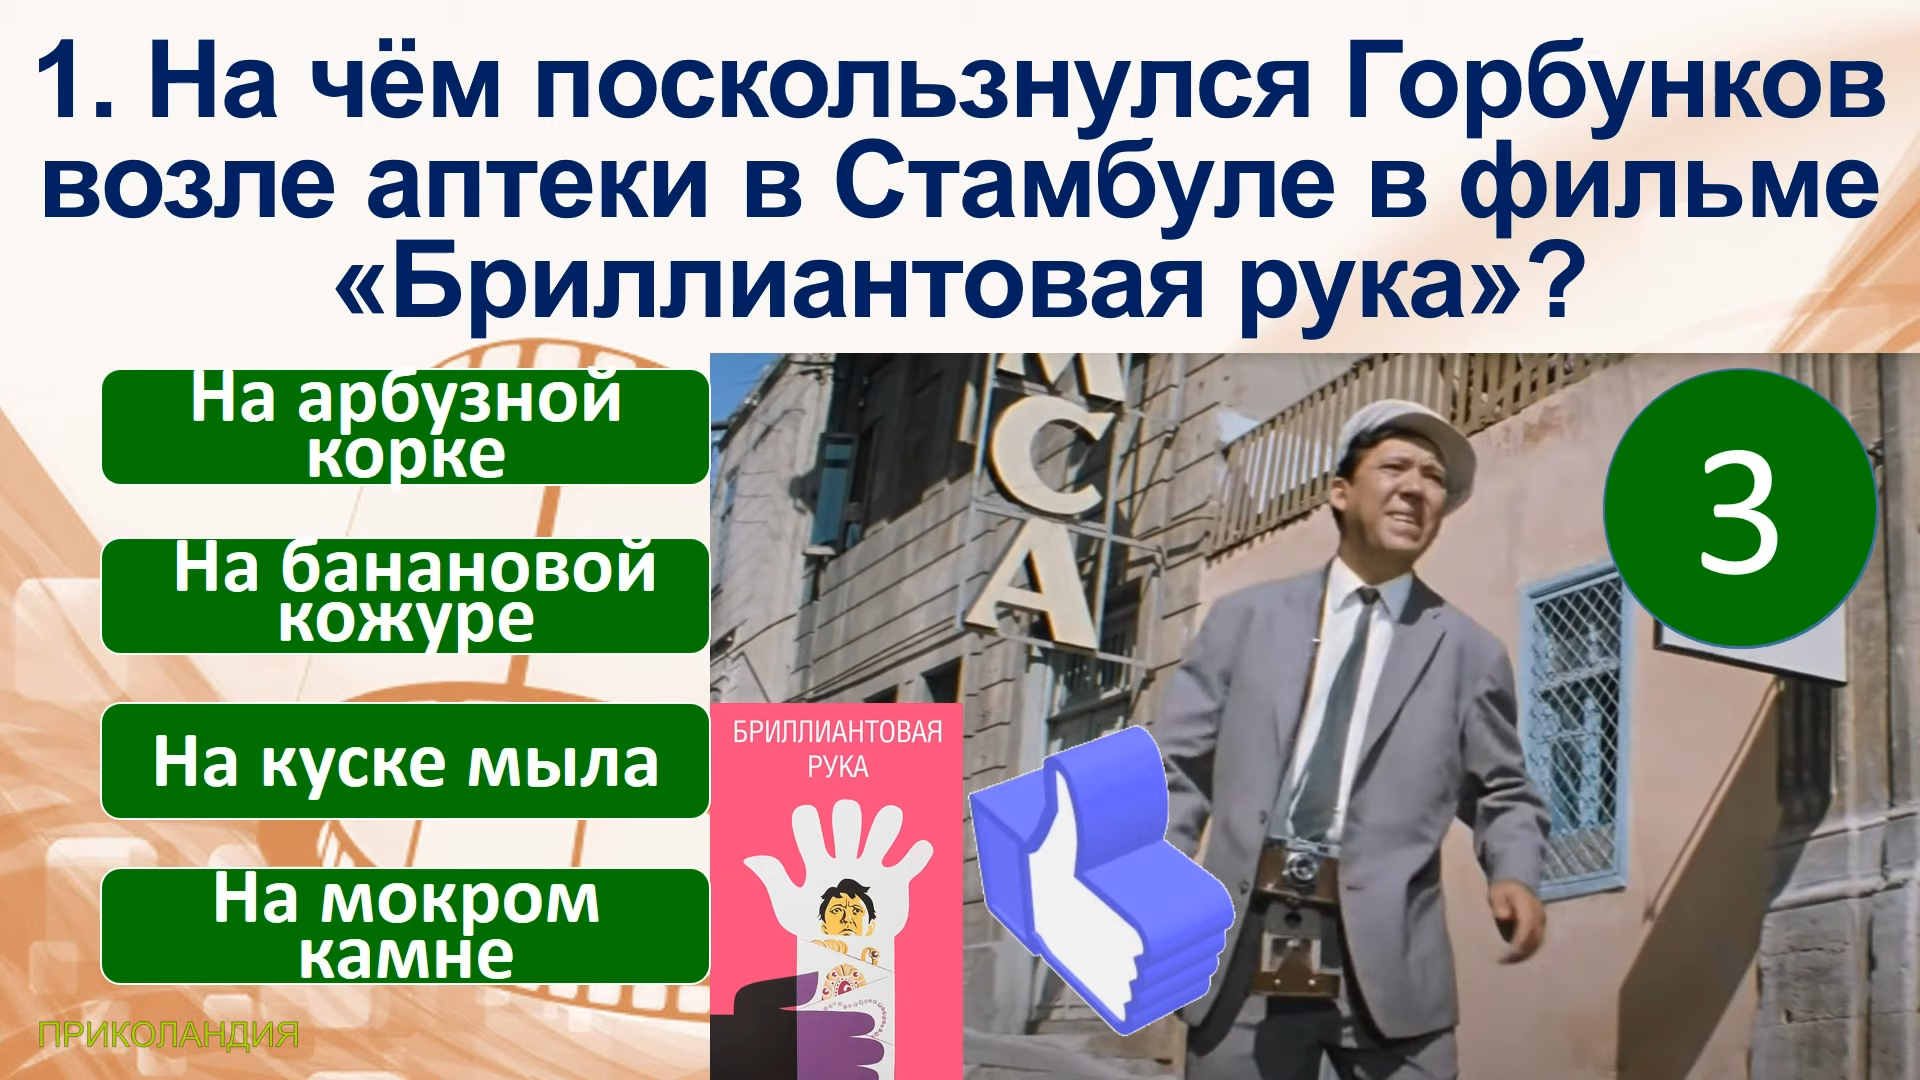 1. На чём поскользнулся Горбунков
возле аптеки в Стамбуле в фильме
«Бриллиантовая рука»?
На арбузной
корке
На банановой
кожуре
На куске мыла
На мокром
камне
МСА
3
БРИЛЛИАНТОВАЯ
РУКА
ПРИКОЛАНДИЯ